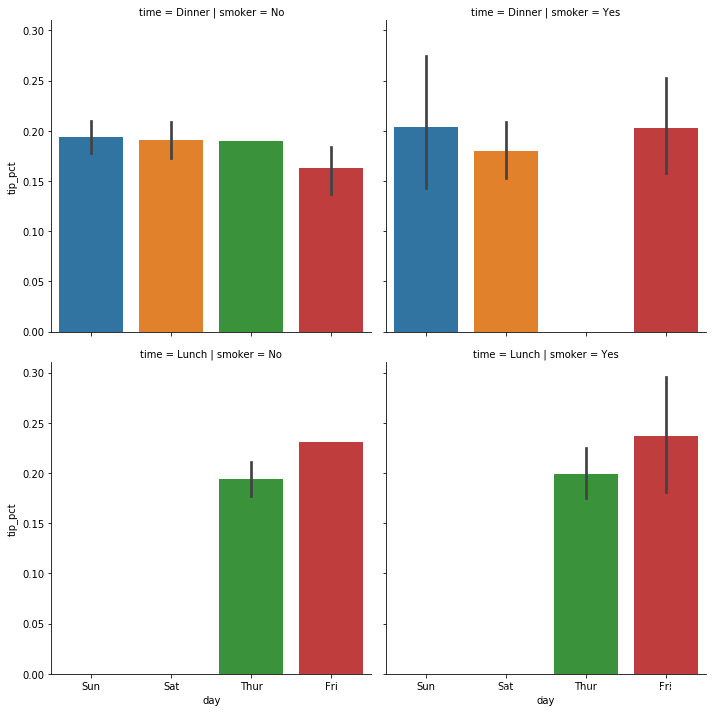 time = Dinner | smoker = No
time = Dinner | smoker = Yes
0.30
0.25
0.20
0.15
0.10
0.05
0.00
tip_pct
time = Lunch | smoker = No
time = Lunch | smoker = Yes
0.30
0.25
0.20
0.15
0.10
0.05
0.00
tip_pct
Sun Sat Thur Fri
Sun Sat Thur Fri
day
day